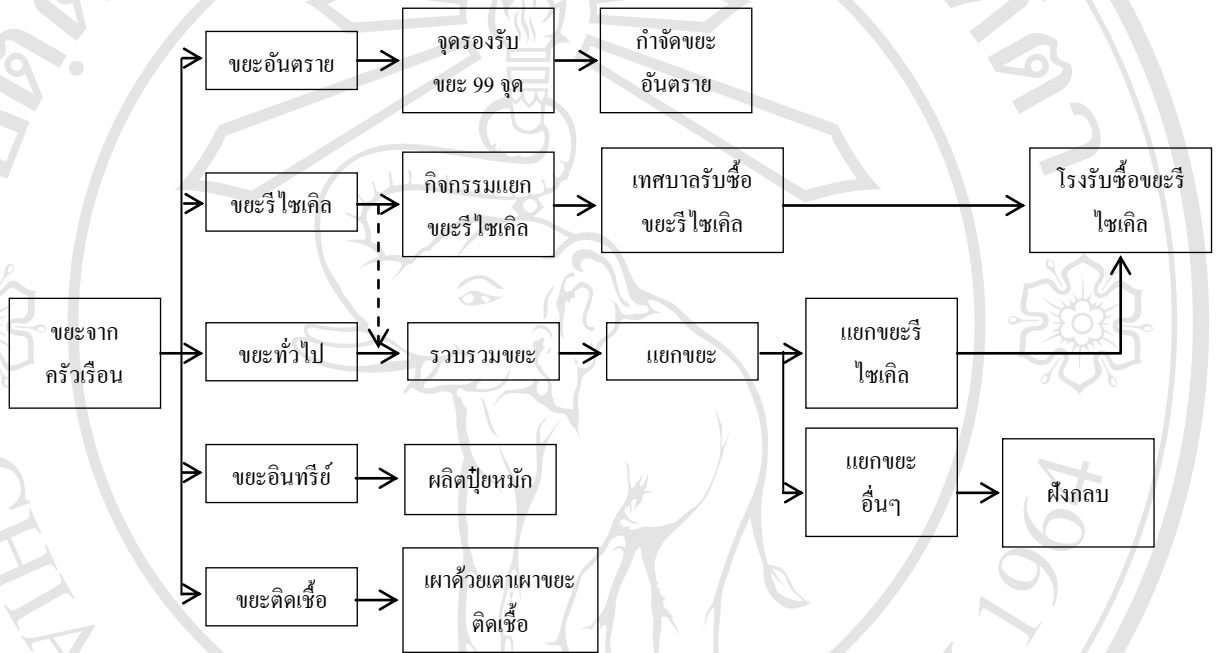 ขยะจาก
ครัวเรือน
ขยะอันตราย
จุดรองรับ
ขยะ 99 จุด
กำจัดขยะ
อันตราย
ขยะรีไซเคิล
กิจกรรมแยก
ขยะรีไซเคิล
เทศบาลรับซื้อ
ขยะรีไซเคิล
โรงรับซื้อขยะรี
ไซเคิล
ขยะทั่วไป
รวบรวมขยะ
แยกขยะ
แยกขยะรี
ไซเคิล
แยกขยะ
อื่นๆ
ฝังกลบ
ขยะอินทรีย์
ผลิตปุ๋ยหมัก
ขยะติดเชื้อ
เผาด้วยเตาเผาขยะ
ติดเชื้อ
1964